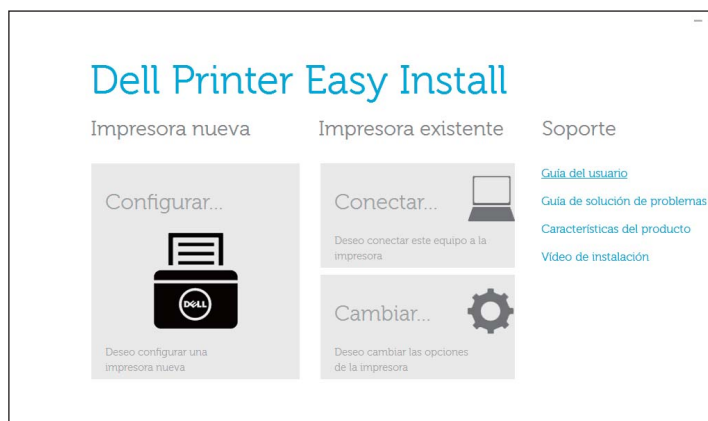 Dell Printer Easy Install
Impresora nueva
Configurar...
DELL
Deseo configurar una
impresora nueva
Impresora existente
Conectar...
Deseo conectar este equipo a la
impresora
Cambiar...
Deseo cambiar las opciones
de la impresora
Soporte
Guía del usuario
Guía de solución de problemas
Características del producto
Vídeo de instalación